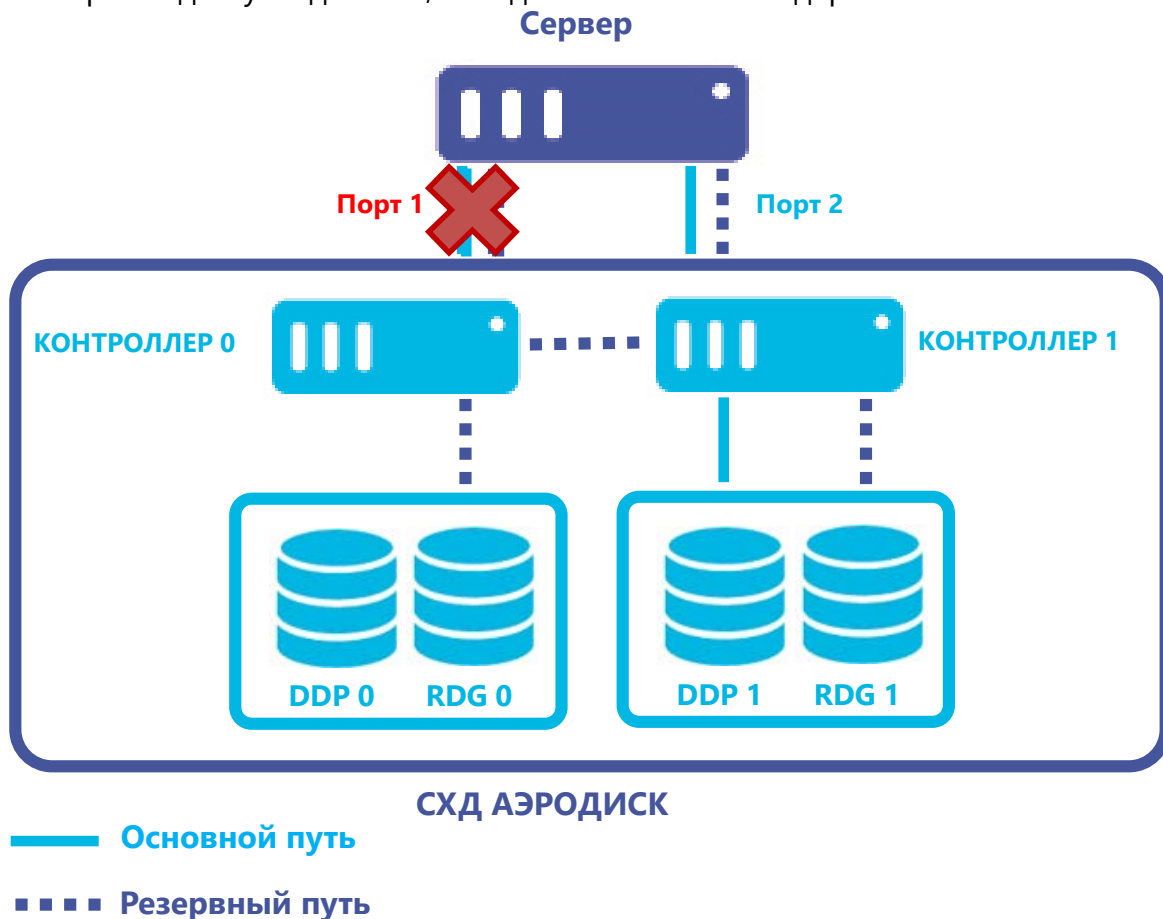 Сервер
Порт 1
Порт 2
КОНТРОЛЛЕР 0
КОНТРОЛЛЕР 1
DDP 0 RDG 0
DDP 1 RDG 1
СХД АЭРОДИСК
Основной путь
Резервный путь